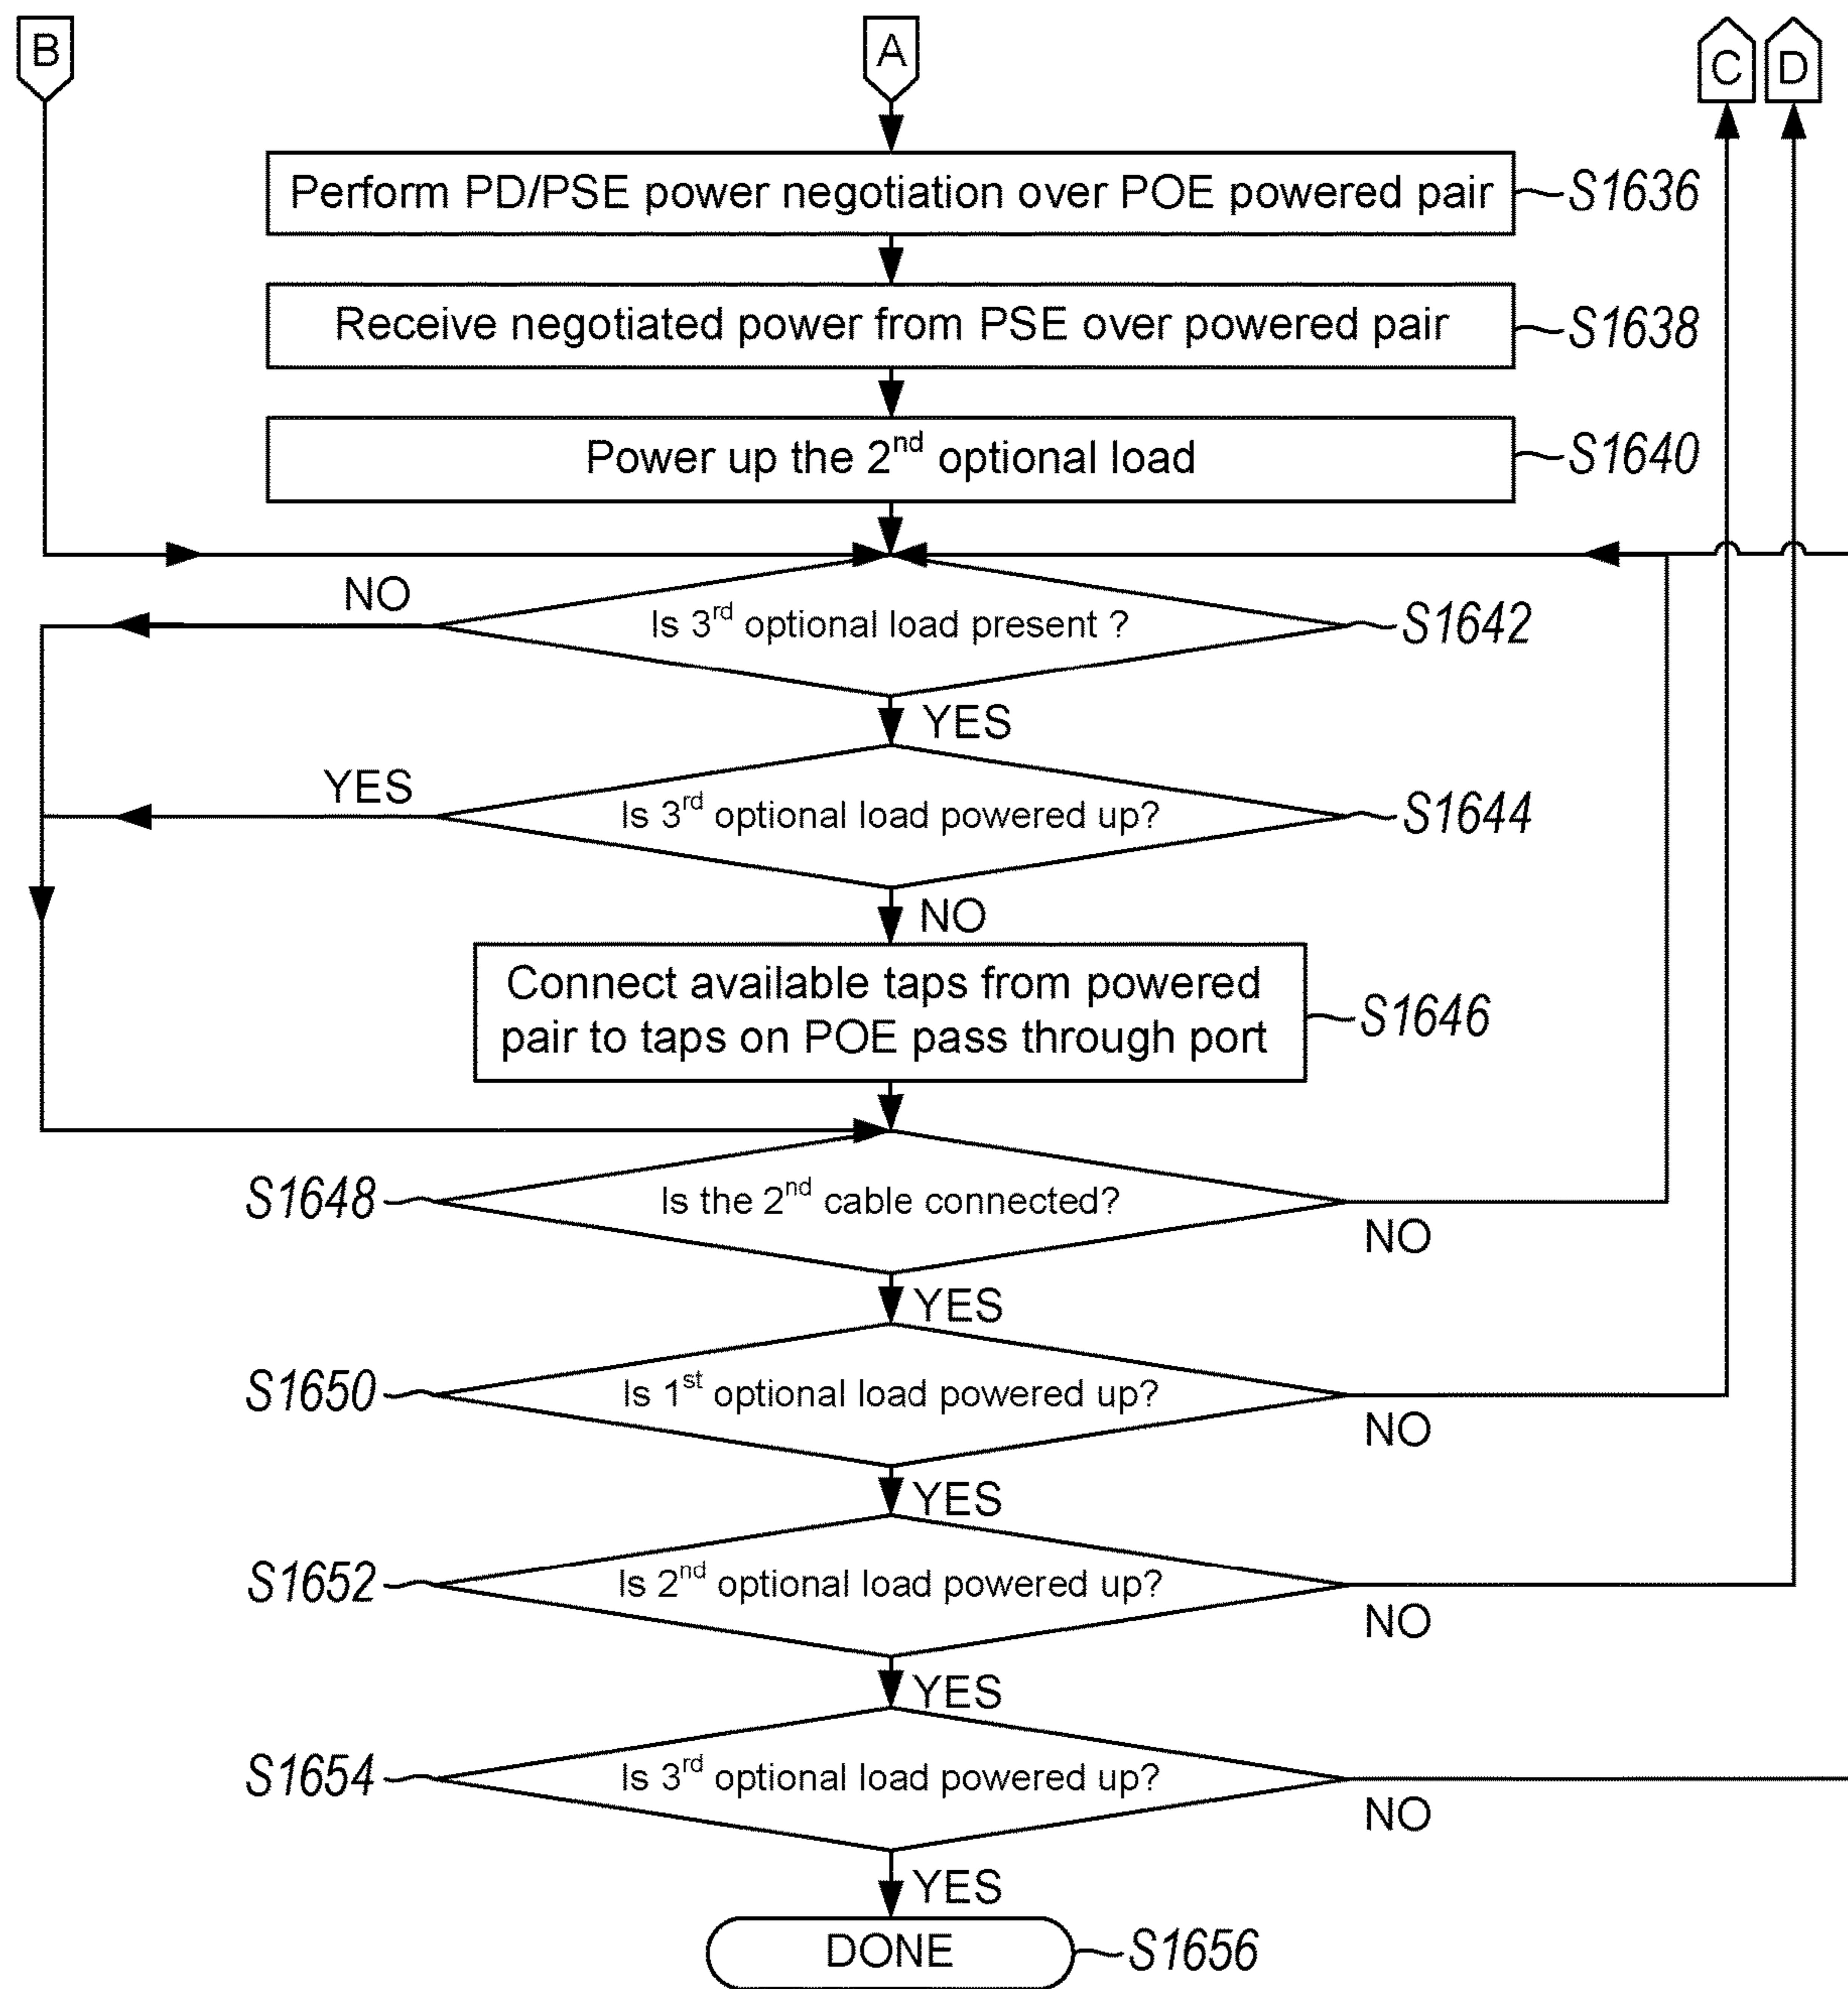 B
A
C
D
Perform PD/PSE power negotiation over POE powered pair
S1636
Receive negotiated power from PSE over powered pair
S1638
Power up the 2nd optional load
S1640
NO
Is 3rd optional load present ?
S1642
YES
YES
Is 3rd optional load powered up?
S1644
NO
Connect available taps from powered
pair to taps on POE pass through port
S1646
S1648
Is the 2nd cable connected?
NO
YES
S1650
Is 1st optional load powered up?
NO
YES
S1652
Is 2nd optional load powered up?
NO
YES
S1654
Is 3rd optional load powered up?
NO
YES
DONE
S1656